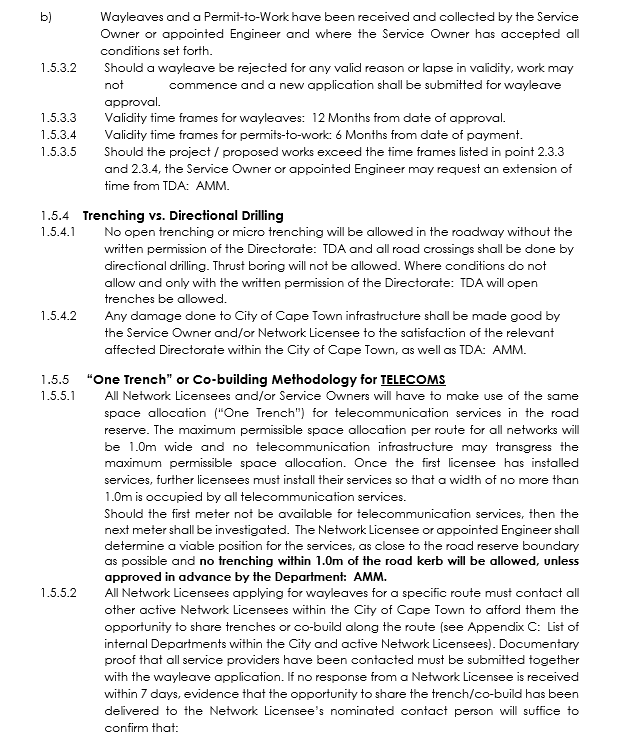 b) Wayleaves and a Permit-to-Work have been received and collected by the Service
Owner or appointed Engineer and where the Service Owner has accepted all
conditions set forth.
1.5.3.2 Should a wayleave be rejected for any valid reason or lapse in validity, work may
not commence and a new application shall be submitted for wayleave
approval.
1.5.3.3 Validity time frames for wayleaves: 12 Months from date of approval.
1.5.3.4 Validity time frames for permits-to-work: 6 Months from date of payment.
1.5.3.5 Should the project / proposed works exceed the time frames listed in point 2.3.3
and 2.3.4, the Service Owner or appointed Engineer may request an extension of
time from TDA: AMM.
1.5.4 Trenching vs. Directional Drilling
1.5.4.1 No open trenching or micro trenching will be allowed in the roadway without the
written permission of the Directorate: TDA and all road crossings shall be done by
directional drilling. Thrust boring will not be allowed. Where conditions do not
allow and only with the written permission of the Directorate: TDA will open
trenches be allowed.
1.5.4.2 Any damage done to City of Cape Town infrastructure shall be made good by
the Service Owner and/or Network Licensee to the satisfaction of the relevant
affected Directorate within the City of Cape Town, as well as TDA: AMM.
1.5.5 “One Trench” or Co-building Methodology for TELECOMS
1.5.5.1 All Network Licensees and/or Service Owners will have to make use of the same
space allocation (“One Trench”) for telecommunication services in the road
reserve. The maximum permissible space allocation per route for all networks will
be 1.0m wide and no telecommunication infrastructure may transgress the
maximum permissible space allocation. Once the first licensee has installed
services, further licensees must install their services so that a width of no more than
1.0m is occupied by all telecommunication services.
Should the first meter not be available for telecommunication services, then the
next meter shall be investigated. The Network Licensee or appointed Engineer shall
determine a viable position for the services, as close to the road reserve boundary
as possible and no trenching within 1.0m of the road kerb will be allowed, unless
approved in advance by the Department: AMM.
1.5.5.2 All Network Licensees applying for wayleaves for a specific route must contact all
other active Network Licensees within the City of Cape Town to afford them the
opportunity to share trenches or co-build along the route (see Appendix C: List of
internal Departments within the City and active Network Licensees). Documentary
proof that all service providers have been contacted must be submitted together
with the wayleave application. If no response from a Network Licensee is received
within 7 days, evidence that the opportunity to share the trench/co-build has been
delivered to the Network Licensee’s nominated contact person will suffice to
confirm that: